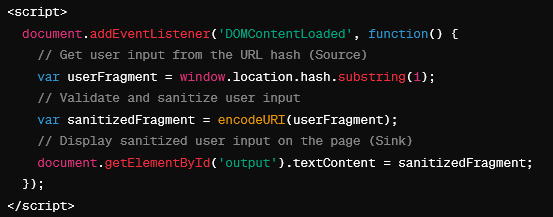 <script>
document.addEventListener('DOMContentLoaded', function() {
// Get user input from the URL hash (Source)
var userFragment = window.location.hash.substring(1);
// Validate and sanitize user input
var sanitizedFragment = encodeURI(userFragment);
// Display sanitized user input on the page (Sink)
document.getElementById('output').textContent = sanitizedFragment;
});
</script>